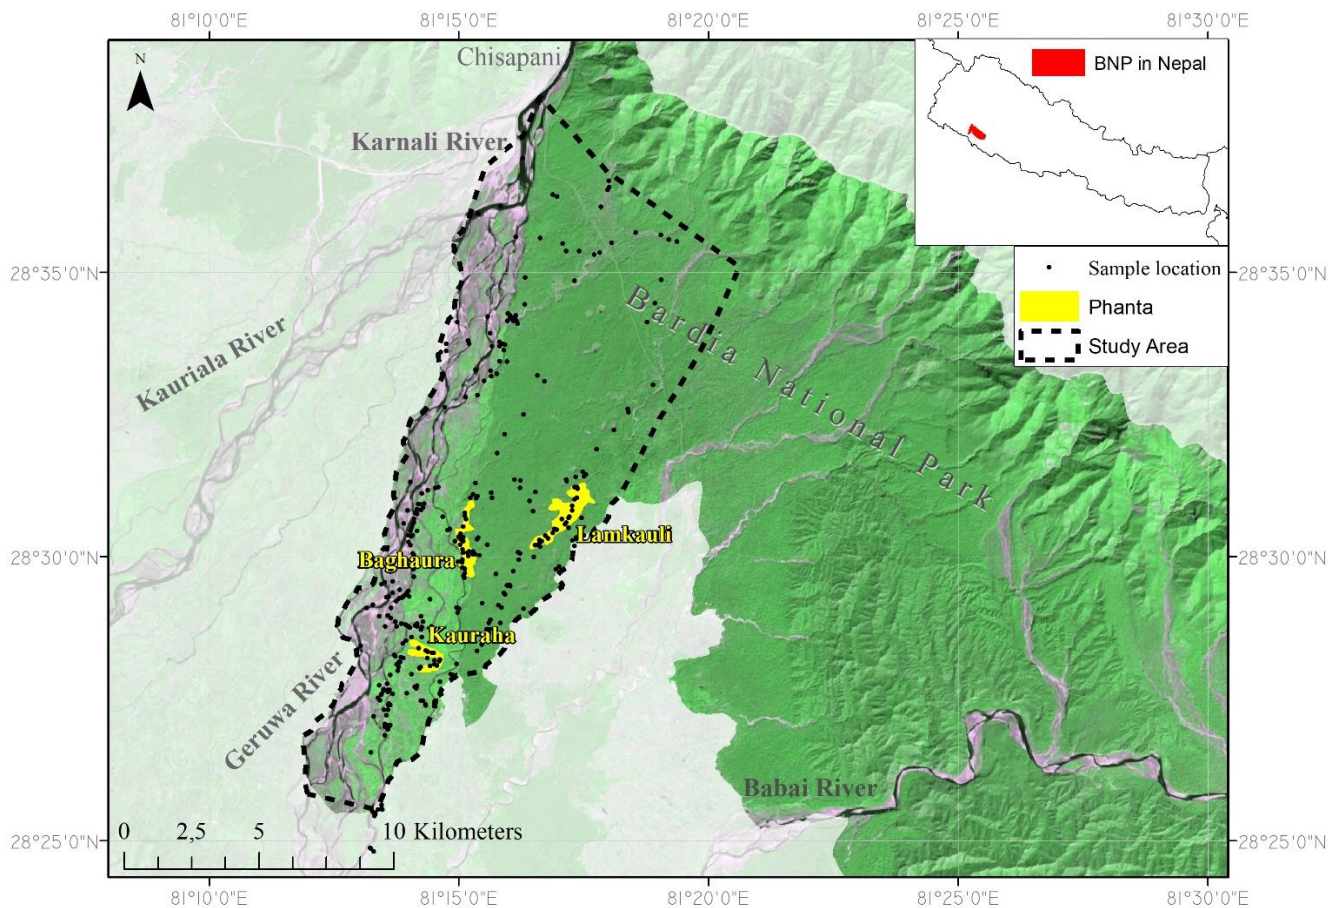 81°10'0"E 81°15'0"E 81°20'0"E 81°25'0"E 81°30'0"E
N
Chisapani
BNP in Nepal
Karnali River
28°35'0"N
28°35'0"N
Sample location
Phanta
Study Area
Bardia National Park
Kauriala River
Lamkauli
Baghaura
28°30'0"N
28°30'0"N
Kauraha
Geruwa River
Babai River
0 2,5 5 10 Kilometers
28°25'0"N
28°25'0"N
81°10'0"E 81°15'0"E 81°20'0"E 81°25'0"E 81°30'0"E